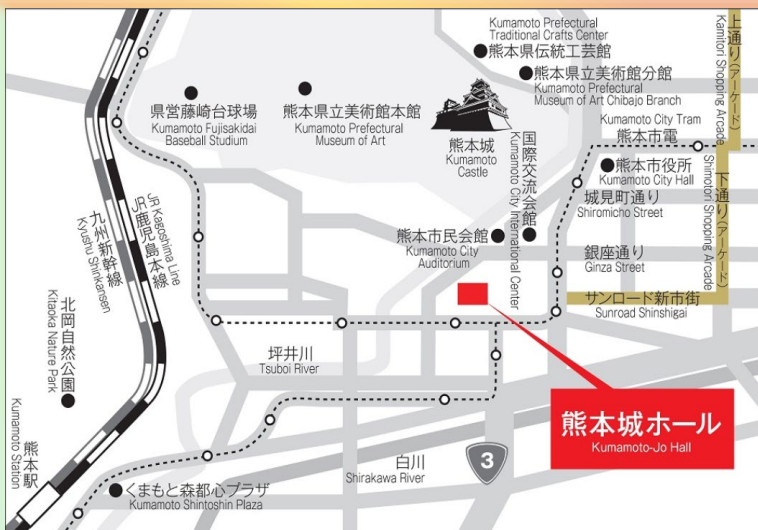 Kumamoto Prefectural
Traditional Crafts Center
熊本県伝統工芸館
熊本県立美術館分館
Kumamoto Prefectural
Museum of Art Chibajo Branch
上通り(アーケード)
Kamitori Shopping Arcade
県営藤崎台球場
Kumamoto Fujisakidai
Baseball Studium
熊本県立美術館本館
Kumamoto Prefectural
Museum of Art
熊本城
Kumamoto
Castle
国際交流会館
Kumamoto City International Center
Kumamoto City Tram
熊本市電
熊本市役所
Kumamoto City Hall
下通り(アーケード)
Shimotori Shopping Arcade
城見町通り
Shiromicho Street
熊本市民会館
Kumamoto City
Auditorium
銀座通り
Ginza Street
サンロード新市街
Sunroad Shinshigai
JR Kagoshima Line
JR鹿児島本線
九州新幹線
Kyushu Shinkansen
北岡自然公園
Kitaoka Nature Park
坪井川
Tsuboi River
熊本城ホール
Kumamoto-Jo Hall
熊本駅
Kumamoto Station
白川
Shirakawa River
3
くまもと森都心プラザ
Kumamoto Shintoshin Plaza